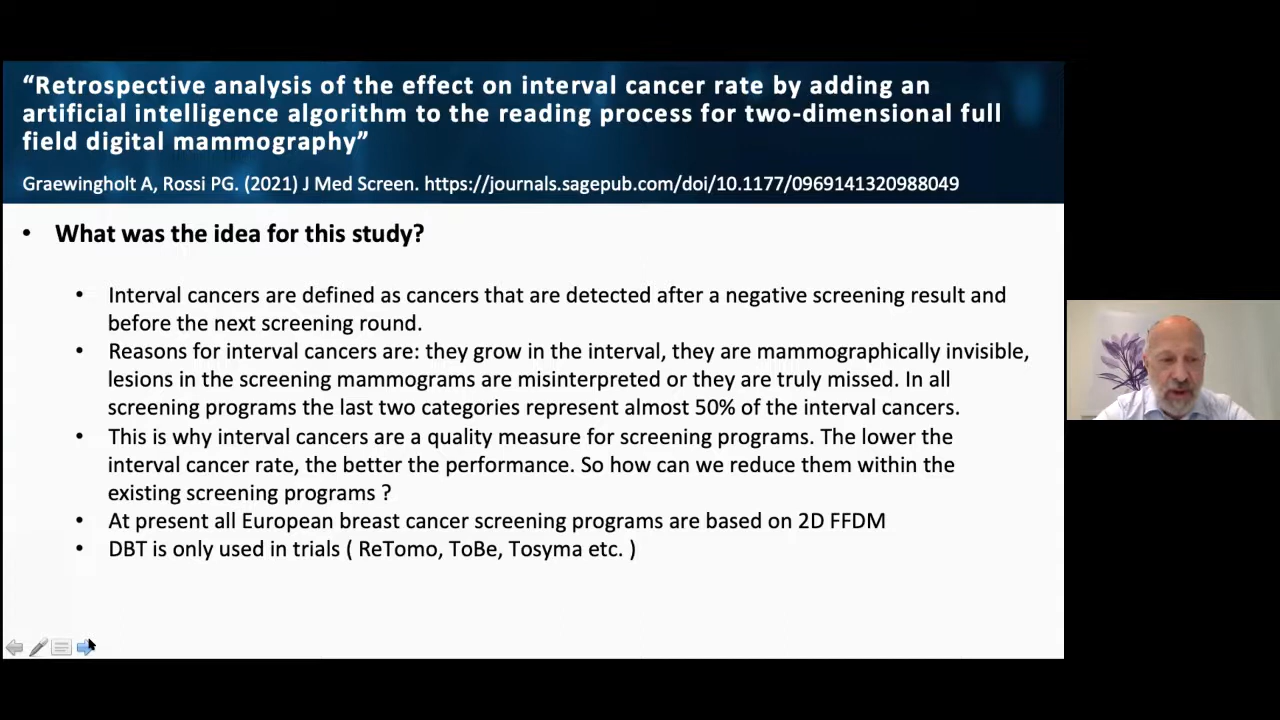 “Retrospective analysis of the effect on interval cancer rate by adding an
artificial intelligence algorithm to the reading process for two-dimensional full
field digital mammography”
Graewingholt A, Rossi PG. (2021) J Med Screen. https://journals.sagepub.com/doi/10.1177/0969141320988049
• What was the idea for this study?
• Interval cancers are defined as cancers that are detected after a negative screening result and
before the next screening round.
• Reasons for interval cancers are: they grow in the interval, they are mammographically invisible,
lesions in the screening mammograms are misinterpreted or they are truly missed. In all
screening programs the last two categories represent almost 50% of the interval cancers.
• This is why interval cancers are a quality measure for screening programs. The lower the
interval cancer rate, the better the performance. So how can we reduce them within the
existing screening programs ?
• At present all European breast cancer screening programs are based on 2D FFDM
• DBT is only used in trials ( ReTomo, ToBe, Tosyma etc. )